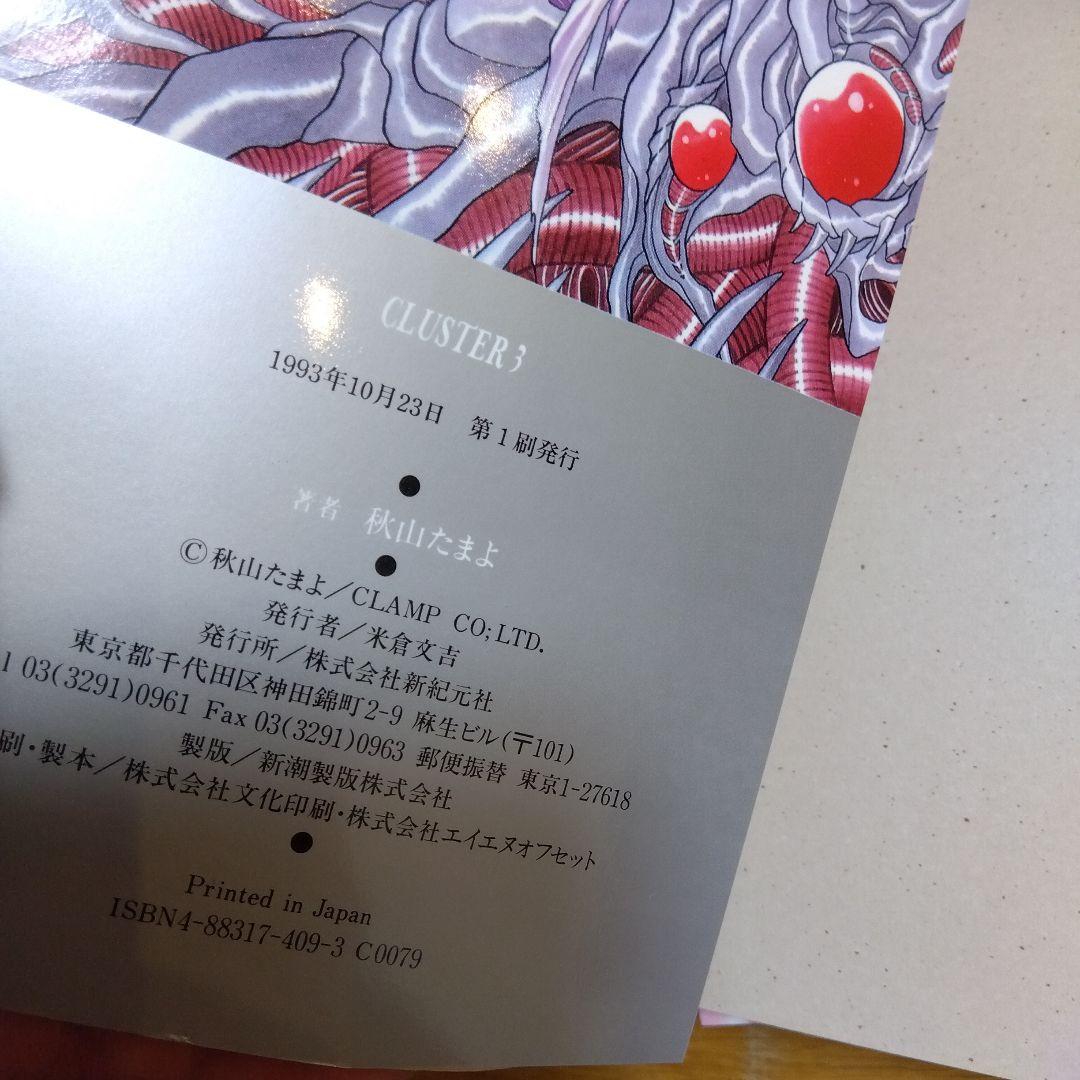 CLUSTER 3
1993年10月23日 第1刷発行
●
著者 秋山たまよ
●
©秋山たまよ/CLAMP CO;LTD.
発行者/米倉文吉
発行所/株式会社新紀元社
東京都千代田区神田錦町2-9 麻生ビル(〒101)
03(3291)0961 Fax 03(3291)0963 郵便振替 東京1-27618
製版/新潮製版株式会社
刷・製本/株式会社文化印刷・株式会社エイエヌオフセット
●
Printed in Japan
ISBN4-88317-409-3 C0079